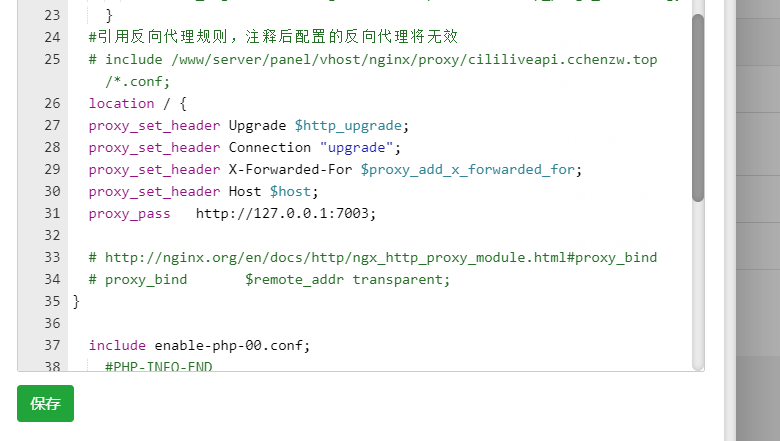 23 }
24 #引用反向代理规则，注释后配置的反向代理将无效
25 # include /www/server/panel/vhost/nginx/proxy/cililiveapi.cchenzw.top
/*.conf;
26 location / {
27 proxy_set_header Upgrade $http_upgrade;
28 proxy_set_header Connection "upgrade";
29 proxy_set_header X-Forwarded-For $proxy_add_x_forwarded_for;
30 proxy_set_header Host $host;
31 proxy_pass http://127.0.0.1:7003;
32
33 # http://nginx.org/en/docs/http/ngx_http_proxy_module.html#proxy_bind
34 # proxy_bind $remote_addr transparent;
35 }
36
37 include enable-php-00.conf;
38 #PHP-INFO-END
保存